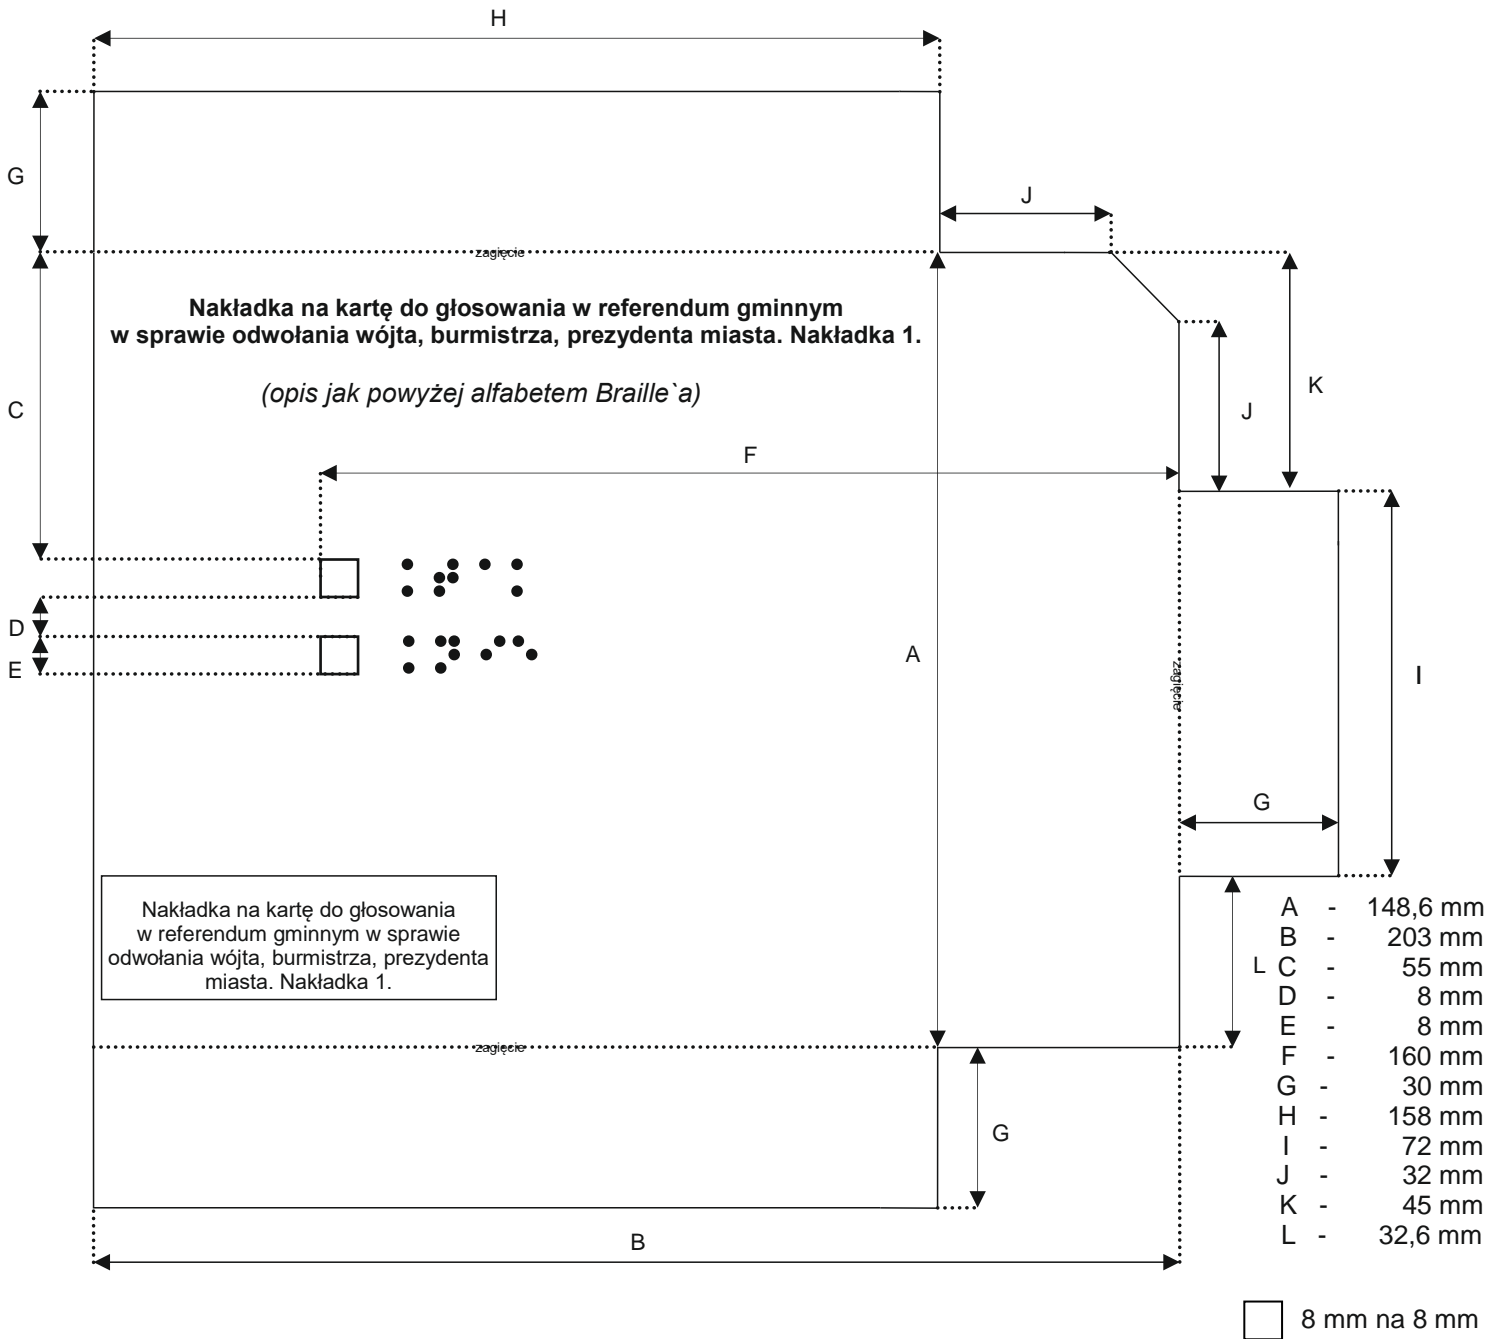 H
G
J
zagięcie
Nakładka na kartę do głosowania w referendum gminnym
w sprawie odwołania wójta, burmistrza, prezydenta miasta. Nakładka 1.
(opis jak powyżej alfabetem Braille`a)
C
K
J
F
D
E
A
zagięcie
I
G
Nakładka na kartę do głosowania
w referendum gminnym w sprawie
odwołania wójta, burmistrza, prezydenta
miasta. Nakładka 1.
L
zagięcie
G
B
A - 148,6 mm
B - 203 mm
C - 55 mm
D - 8 mm
E - 8 mm
F - 160 mm
G - 30 mm
H - 158 mm
I - 72 mm
J - 32 mm
K - 45 mm
L - 32,6 mm
8 mm na 8 mm